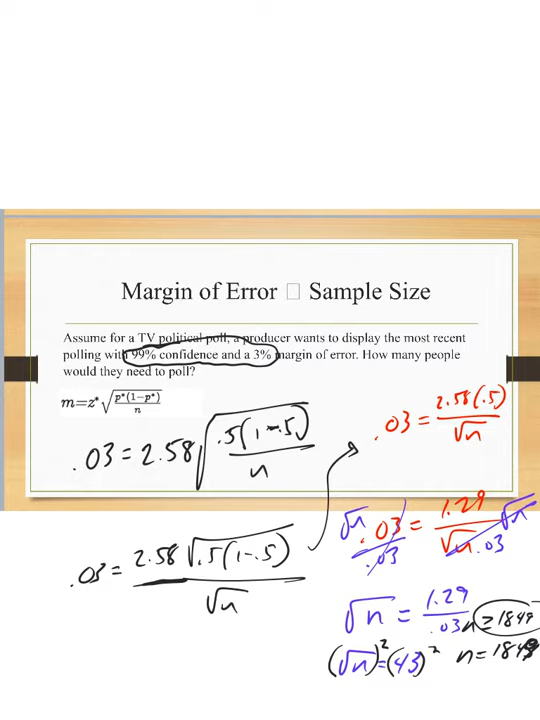 Margin of Error □ Sample Size
Assume for a TV political poll, a producer wants to display the most recent
polling with 99% confidence and a 3% margin of error. How many people
would they need to poll?
m=z*√(p*(1−p*)/n)
.03 = 2.58√(.5(1-.5)/n)
.03 = 2.58√.5(1-.5)/√n
.03 = 2.58(.5)/√n
√n .03/.03 = 1.29/√n .03 √n
√n = 1.29/.03
(√n)² = (43)²
n ≥ 1849
n = 1849